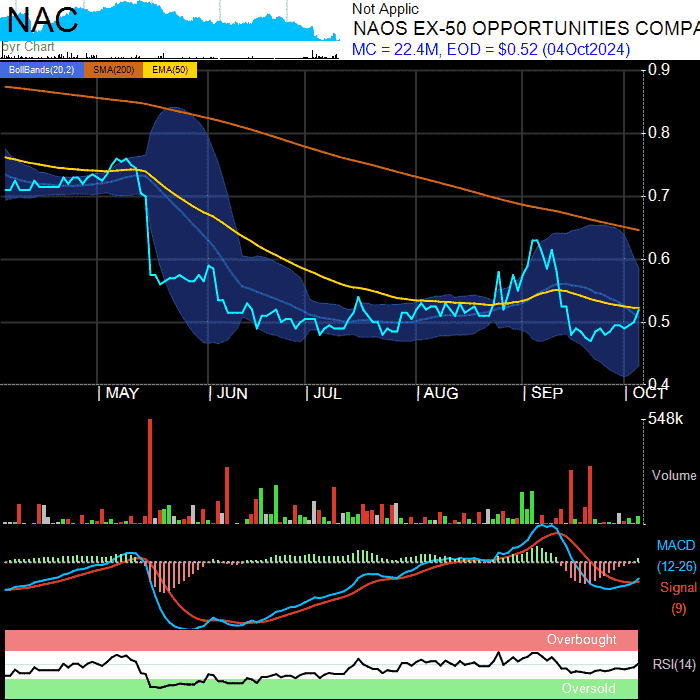 NAC
byr Chart
Not Applic
NAOS EX-50 OPPORTUNITIES COMPA
MC = 22.4M, EOD = $0.52 (04Oct2024)
BollBands(20,2) SMA(200) EMA(50)
0.9
0.8
0.7
0.6
0.5
0.4
MAY JUN JUL AUG SEP OCT
548k
Volume
MACD
(12-26)
Signal
(9)
Overbought
RSI(14)
Oversold